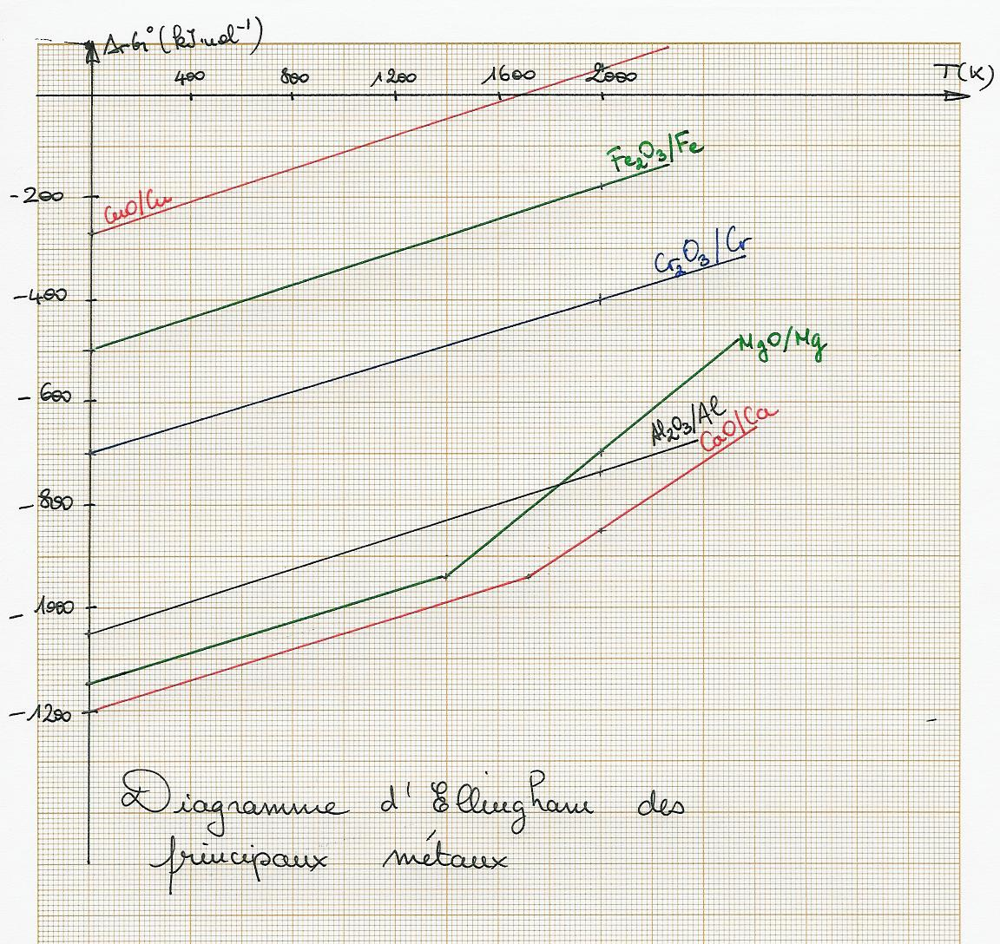 ΔrG°(kJ.mol⁻¹)
400 800 1200 1600 2000 T(K)
Fe₂O₃/Fe
-200
CuO/Cu
Cr₂O₃/Cr
-400
MgO/Mg
-600
Al₂O₃/Al
CaO/Ca
-800
-1000
-1200
Diagramme d'Ellingham des
principaux métaux